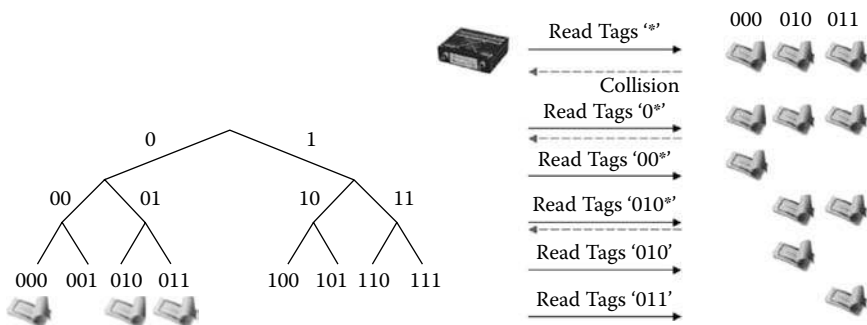 000 010 011
Read Tags ‘*’
Collision
Read Tags ‘0*’
Read Tags ‘00*’
Read Tags ‘010*’
Read Tags ‘010’
Read Tags ‘011’
0 1
00 01 10 11
000 001 010 011 100 101 110 111